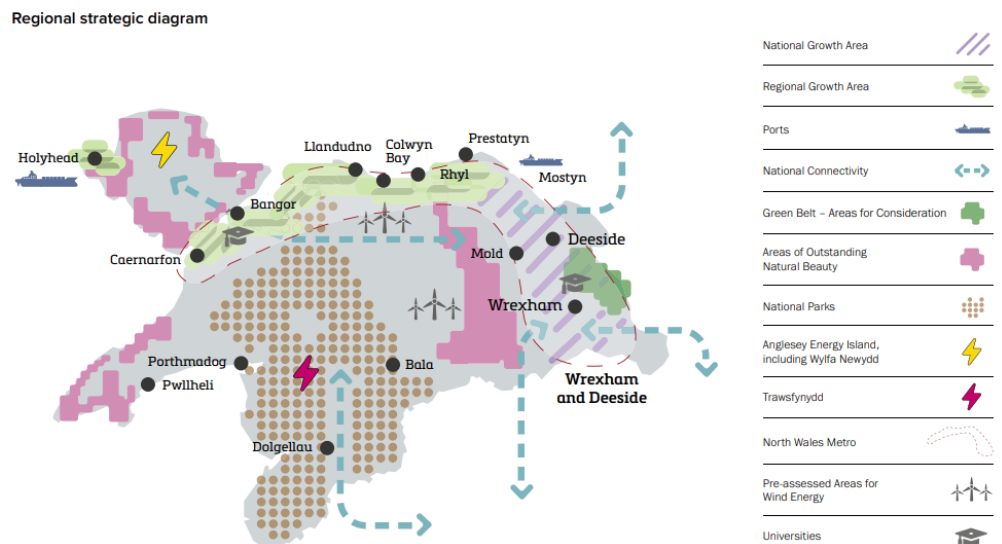 Regional strategic diagram
Holyhead
Llandudno
Colwyn
Bay
Prestatyn
Rhyl
Mostyn
Bangor
Caernarfon
Mold
Deeside
Wrexham
Porthmadog
Pwllheli
Bala
Wrexham
and Deeside
Dolgellau
National Growth Area
Regional Growth Area
Ports
National Connectivity
Green Belt – Areas for Consideration
Areas of Outstanding
Natural Beauty
National Parks
Anglesey Energy Island,
including Wylfa Newydd
Trawsfynydd
North Wales Metro
Pre-assessed Areas for
Wind Energy
Universities